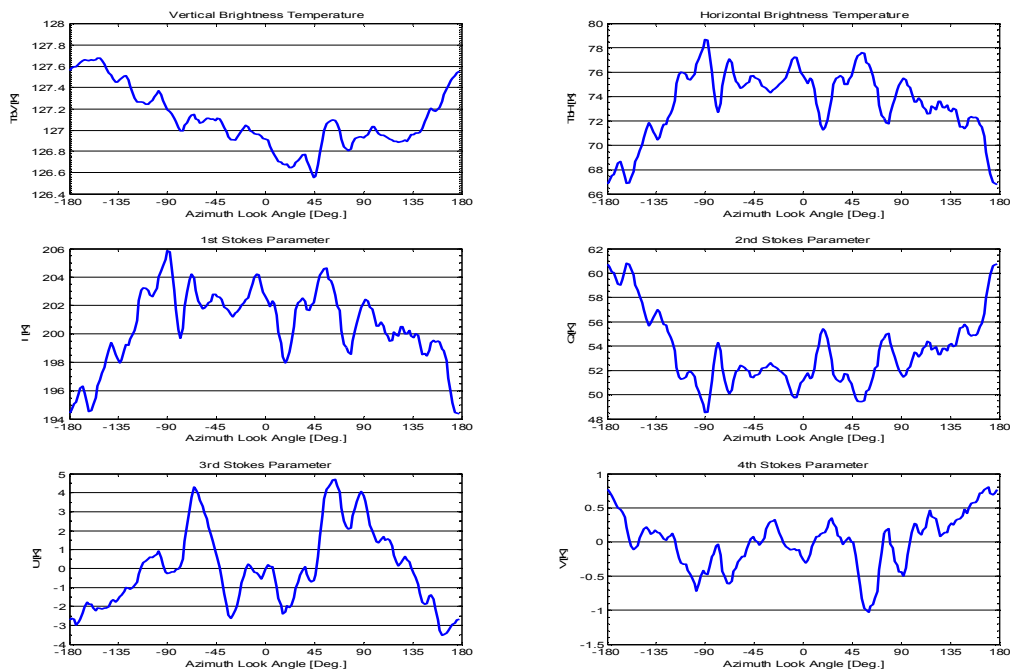 Vertical Brightness Temperature
128
127.8
127.6
127.4
127.2
127
126.8
126.6
126.4
TbV[K]
-180 -135 -90 -45 0 45 90 135 180
Azimuth Look Angle [Deg.]
Horizontal Brightness Temperature
80
78
76
74
72
70
68
66
TbH[K]
-180 -135 -90 -45 0 45 90 135 180
Azimuth Look Angle [Deg.]
1st Stokes Parameter
206
204
202
200
198
196
194
I [K]
-180 -135 -90 -45 0 45 90 135 180
Azimuth Look Angle [Deg.]
2nd Stokes Parameter
62
60
58
56
54
52
50
48
Q[K]
-180 -135 -90 -45 0 45 90 135 180
Azimuth Look Angle [Deg.]
3rd Stokes Parameter
5
4
3
2
1
0
-1
-2
-3
-4
U[K]
-180 -135 -90 -45 0 45 90 135 180
Azimuth Look Angle [Deg.]
4th Stokes Parameter
1
0.5
0
-0.5
-1
-1.5
V[K]
-180 -135 -90 -45 0 45 90 135 180
Azimuth Look Angle [Deg.]